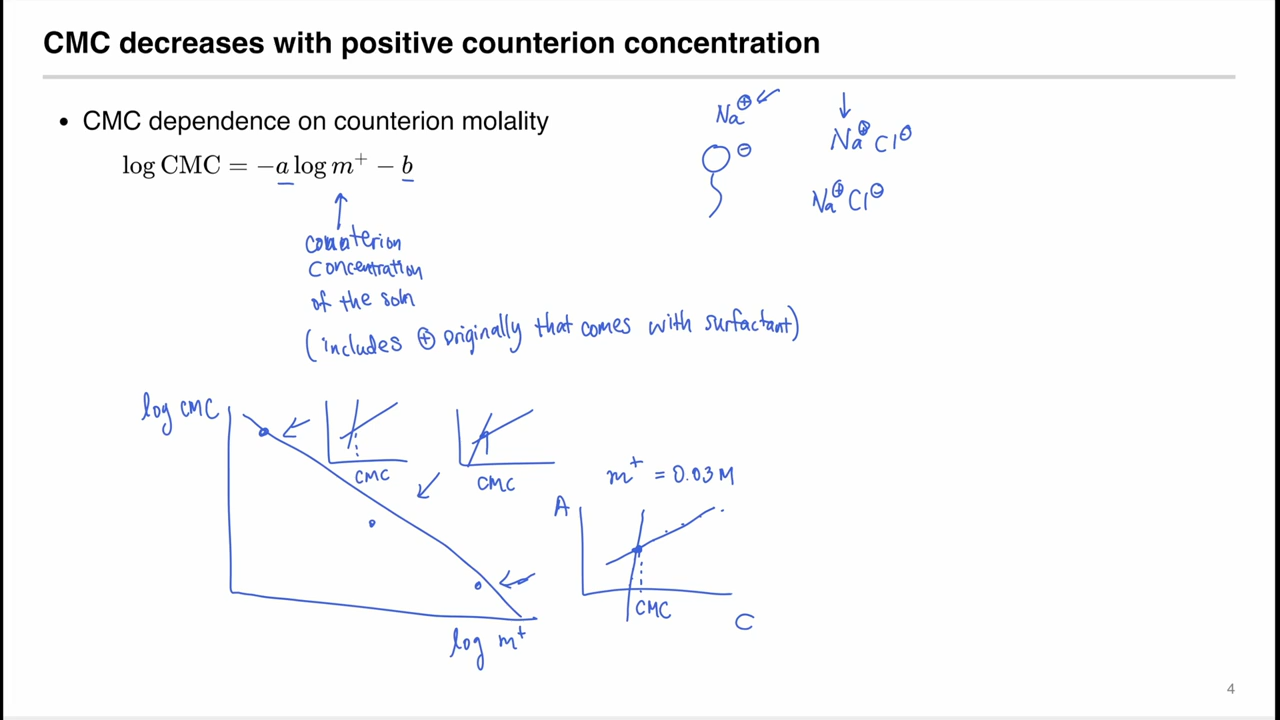 CMC decreases with positive counterion concentration
• CMC dependence on counterion molality
log CMC = −a log m⁺ − b
Na⊕
⊖
Na⊕ Cl⊖
Na⊕ Cl⊖
counterion
concentration
of the soln
(includes ⊕ originally that comes with surfactant)
log CMC
CMC
CMC
log m⁺
m⁺ = 0.03 M
A
CMC
C
4